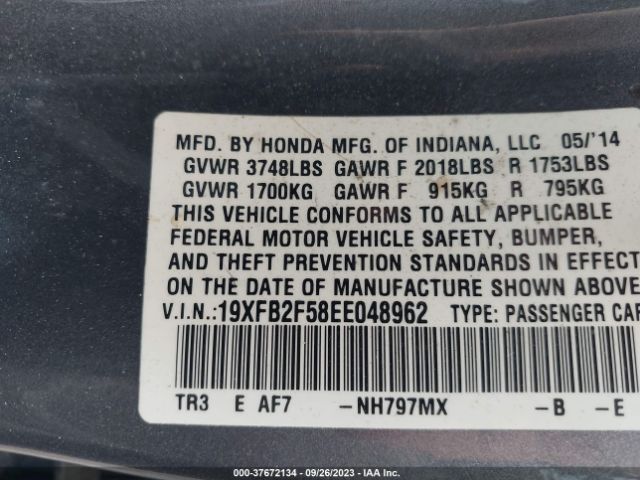 MFD. BY HONDA MFG. OF INDIANA, LLC 05/'14
GVWR 3748LBS GAWR F 2018LBS R 1753LBS
GVWR 1700KG GAWR F 915KG R 795KG
THIS VEHICLE CONFORMS TO ALL APPLICABLE
FEDERAL MOTOR VEHICLE SAFETY, BUMPER,
AND THEFT PREVENTION STANDARDS IN EFFECT
ON THE DATE OF MANUFACTURE SHOWN ABOVE
V.I.N.:19XFB2F58EE048962 TYPE: PASSENGER CAR
TR3 E AF7 –NH797MX –B –E
000-37672134 - 09/26/2023 - IAA Inc.